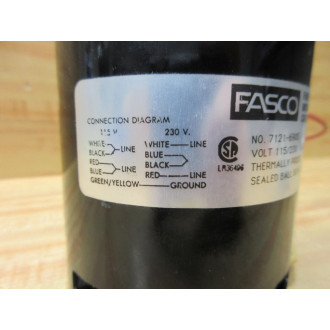 FASCO
CONNECTION DIAGRAM
115 V 230 V.
WHITE LINE WHITE LINE
BLACK BLUE
RED LINE BLACK
BLUE RED LINE
GREEN/YELLOW GROUND
NO. 7121-
VOLT 115/230
THERMALLY
SEALED BALL